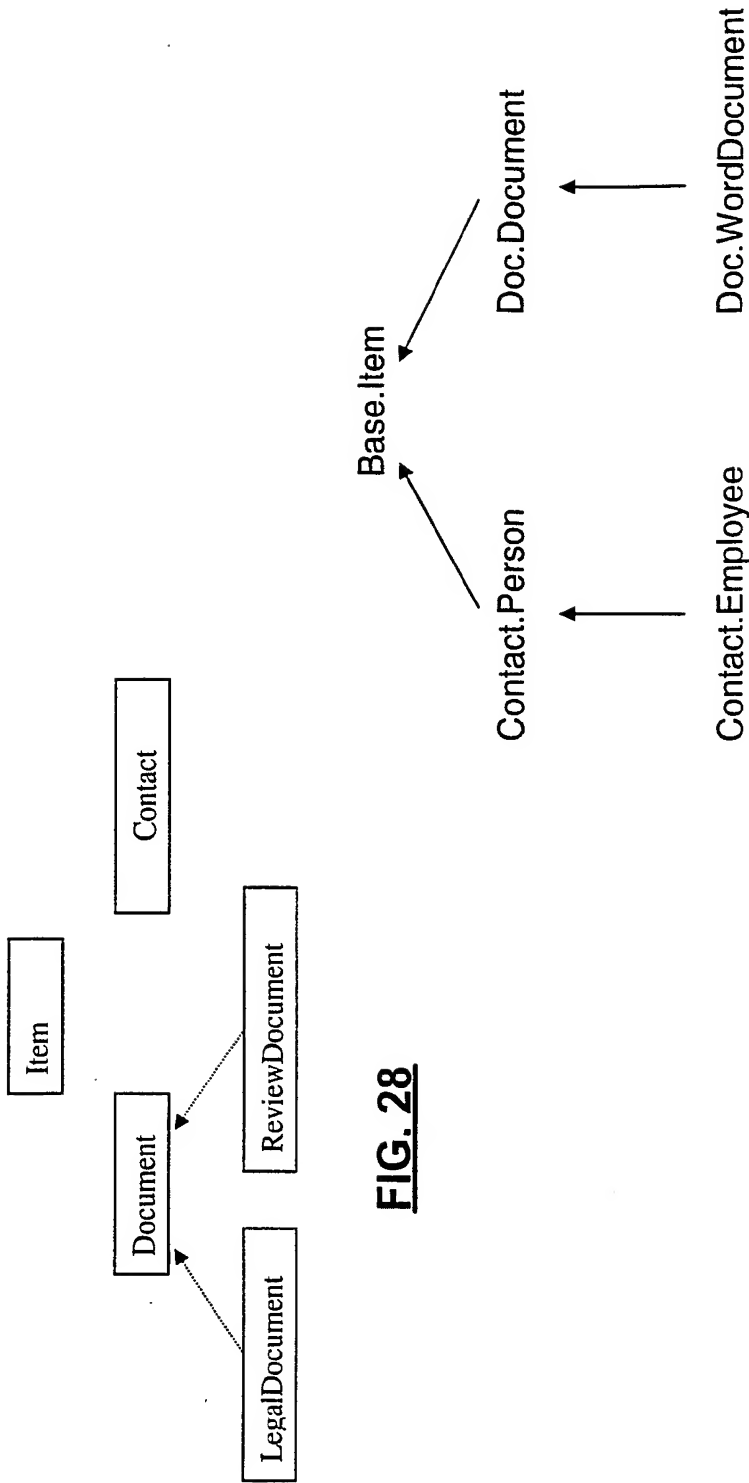 Item
Document
Contact
LegalDocument
ReviewDocument
FIG. 28
Base.Item
Contact.Person
Doc.Document
Contact.Employee
Doc.WordDocument